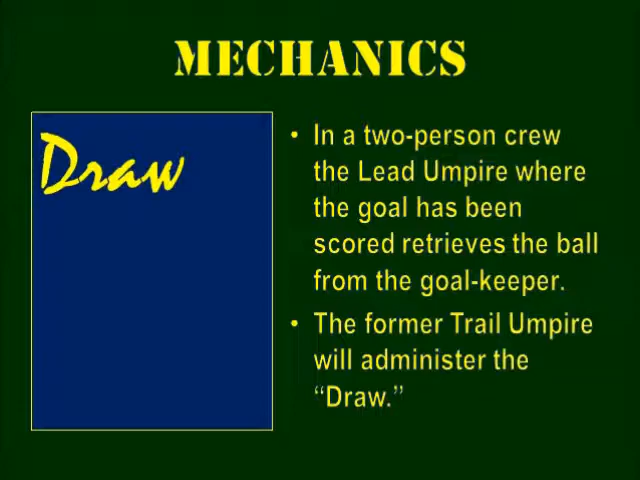 MECHANICS
Draw
• In a two-person crew
the Lead Umpire where
the goal has been
scored retrieves the ball
from the goal-keeper.
• The former Trail Umpire
will administer the
“Draw.”